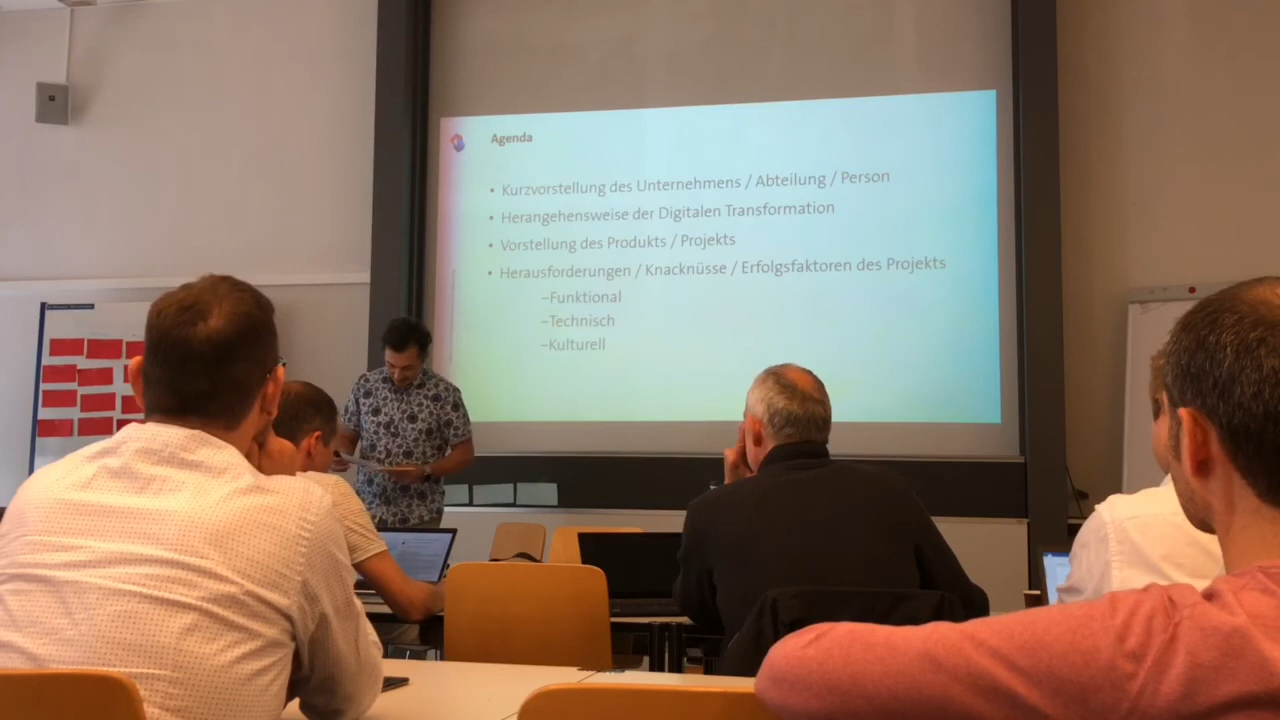 Agenda
• Kurzvorstellung des Unternehmens / Abteilung / Person
• Herangehensweise der Digitalen Transformation
• Vorstellung des Produkts / Projekts
• Herausforderungen / Knacknüsse / Erfolgsfaktoren des Projekts
–Funktional
–Technisch
–Kulturell